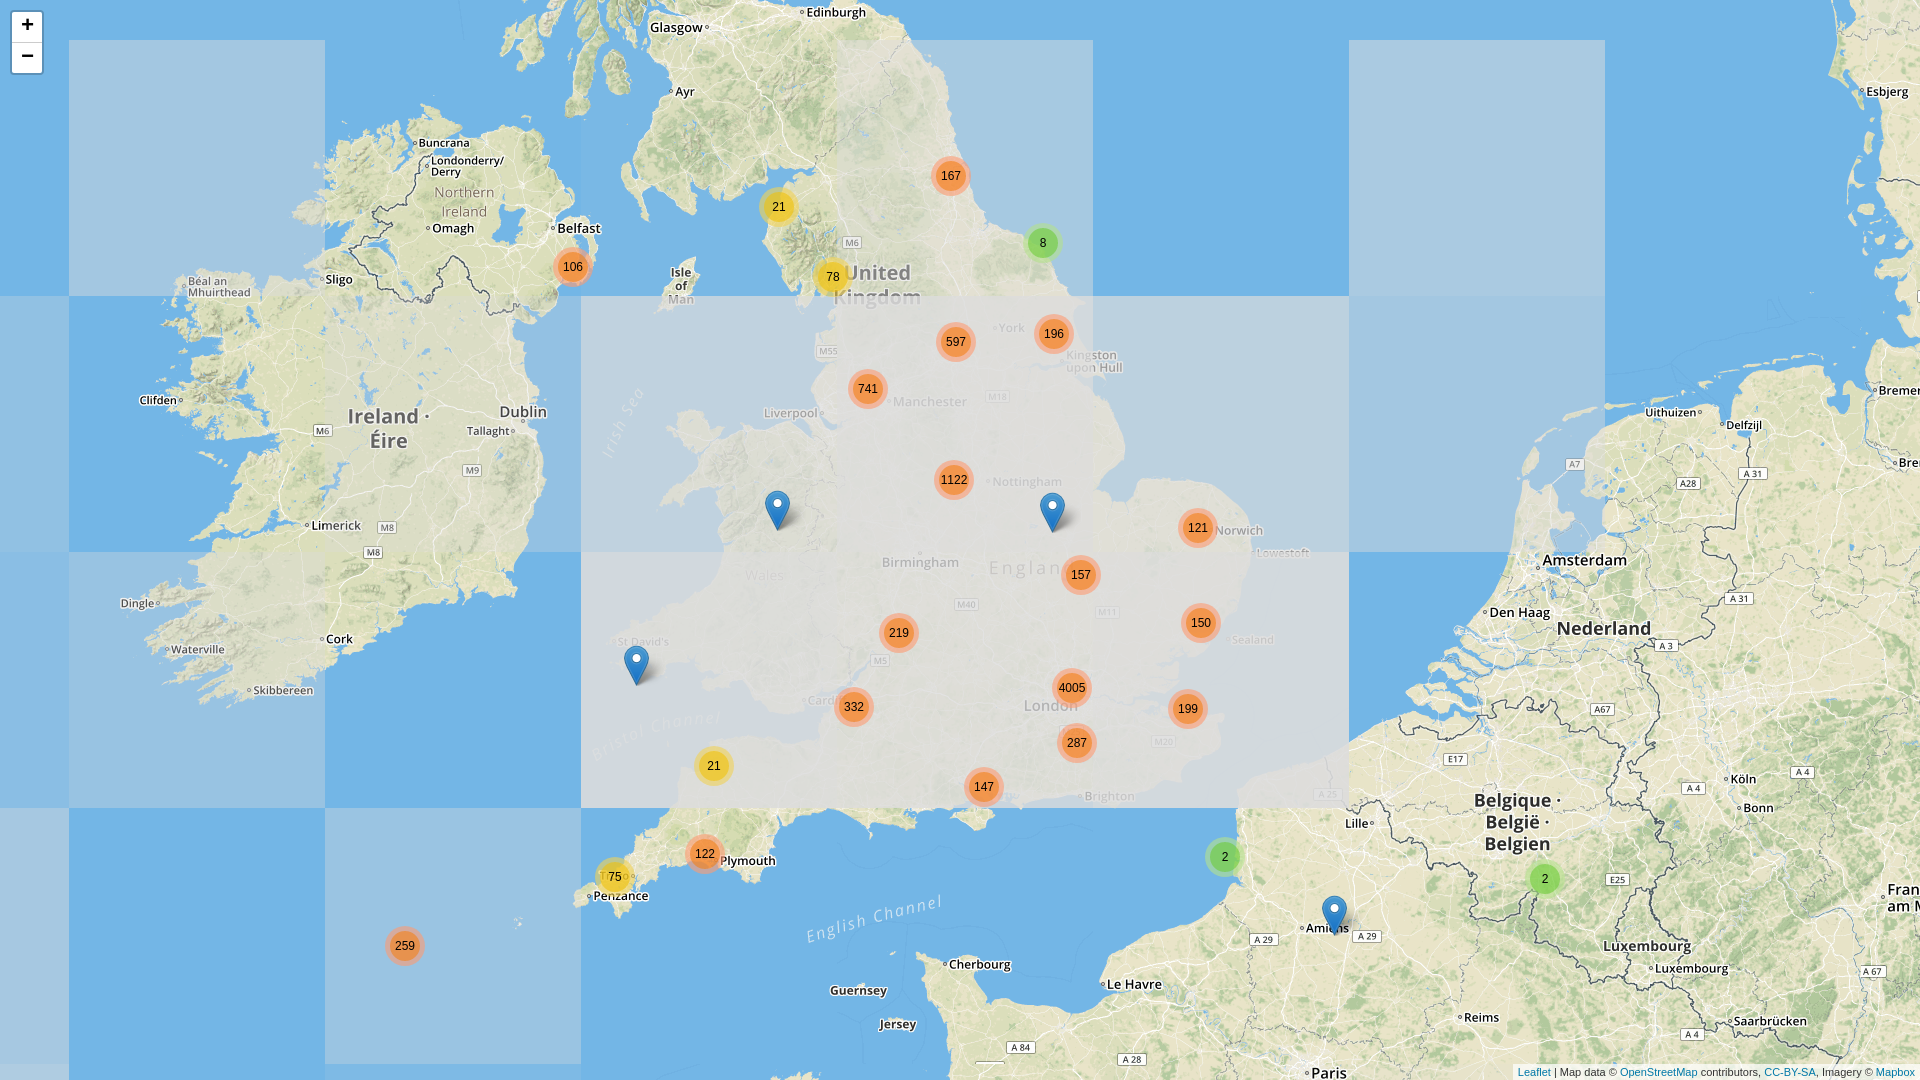 +
−
Edinburgh
Glasgow
Ayr
Esbjerg
Buncrana
Londonderry/
Derry
167
Northern
Ireland
21
Omagh
Belfast
M6
8
106
78
United
Kingdom
Isle
of
Man
Sligo
Béal an
Mhuirthead
York
196
597
M55
Kingston
upon Hull
741
Manchester
M18
Clifden
Liverpool
Irish Sea
Dublin
Tallaght
Ireland ·
Éire
M6
M9
Uithuizen
Delfzijl
A7
A 31
A28
1122
Nottingham
Limerick
M8
M8
121
Norwich
Lowestoft
Birmingham
Wales
157
Amsterdam
A 31
Dingle
M40
M11
Den Haag
Nederland
150
219
Cork
Waterville
St David's
Sealand
A 3
M5
Skibbereen
4005
Cardi
332
London
199
A67
Bristol Channel
287
M20
E17
21
A 4
Köln
A 4
147
Brighton
A 25
Belgique ·
België ·
Belgien
Bonn
Lille
122
Plymouth
2
75
Penzance
2
E25
English Channel
Amiens
A 29
A 29
259
Luxembourg
Luxembourg
A 67
Cherbourg
Le Havre
Guernsey
Jersey
Reims
Saarbrücken
A 4
A 84
A 28
Paris
Leaflet | Map data © OpenStreetMap contributors, CC-BY-SA, Imagery © Mapbox